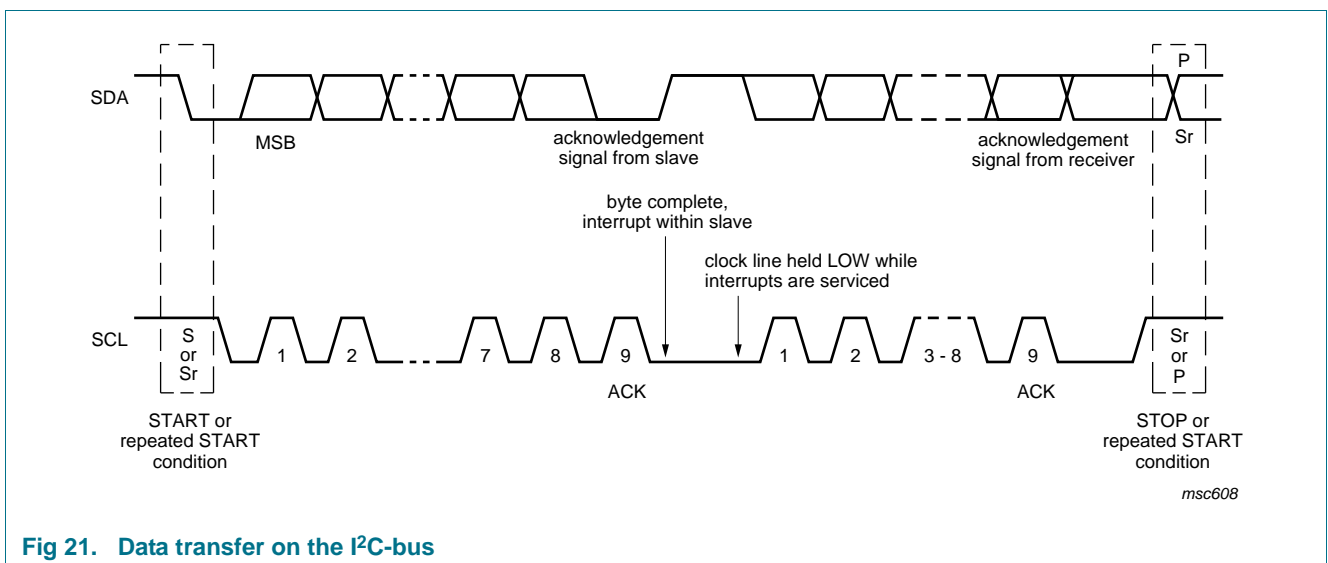 P
SDA
MSB
acknowledgement
signal from slave
acknowledgement
signal from receiver
Sr
byte complete,
interrupt within slave
clock line held LOW while
interrupts are serviced
SCL
S
or
Sr
1
2
7
8
9
1
2
3 - 8
9
Sr
or
P
ACK
ACK
START or
repeated START
condition
STOP or
repeated START
condition
msc608
Fig 21. Data transfer on the I²C-bus